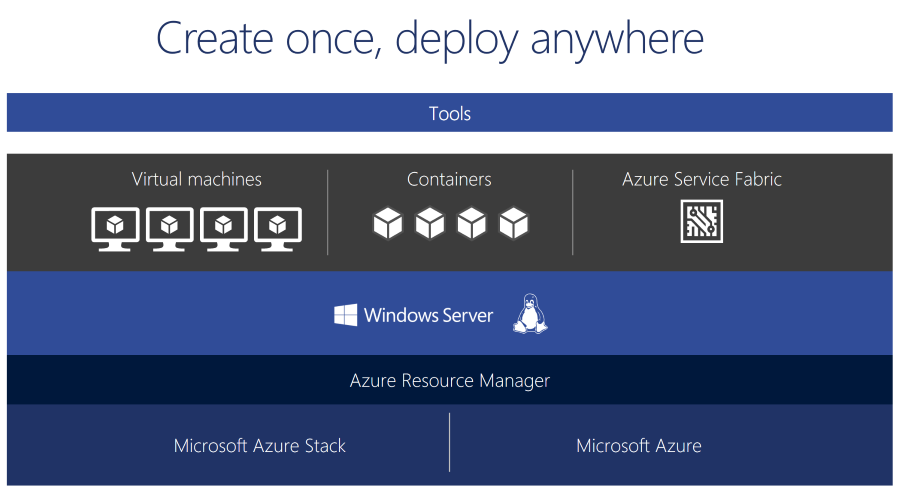 Create once, deploy anywhere
Tools
Virtual machines
Containers
Azure Service Fabric
Windows Server
Azure Resource Manager
Microsoft Azure Stack
Microsoft Azure